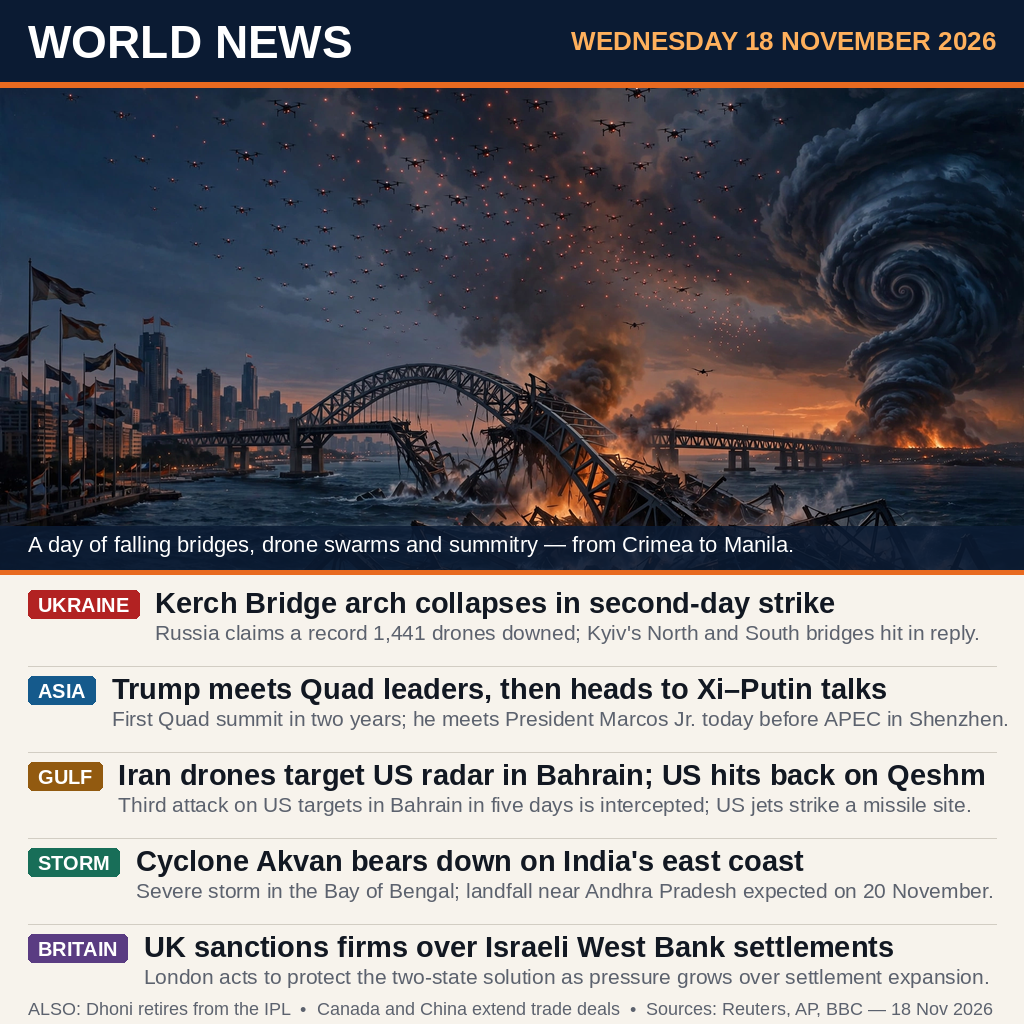 WORLD NEWS
WEDNESDAY 18 NOVEMBER 2026
A day of falling bridges, drone swarms and summitry — from Crimea to Manila.
UKRAINE Kerch Bridge arch collapses in second-day strike
Russia claims a record 1,441 drones downed; Kyiv's North and South bridges hit in reply.
ASIA Trump meets Quad leaders, then heads to Xi–Putin talks
First Quad summit in two years; he meets President Marcos Jr. today before APEC in Shenzhen.
GULF Iran drones target US radar in Bahrain; US hits back on Qeshm
Third attack on US targets in Bahrain in five days is intercepted; US jets strike a missile site.
STORM Cyclone Akvan bears down on India's east coast
Severe storm in the Bay of Bengal; landfall near Andhra Pradesh expected on 20 November.
BRITAIN UK sanctions firms over Israeli West Bank settlements
London acts to protect the two-state solution as pressure grows over settlement expansion.
ALSO: Dhoni retires from the IPL • Canada and China extend trade deals • Sources: Reuters, AP, BBC — 18 Nov 2026